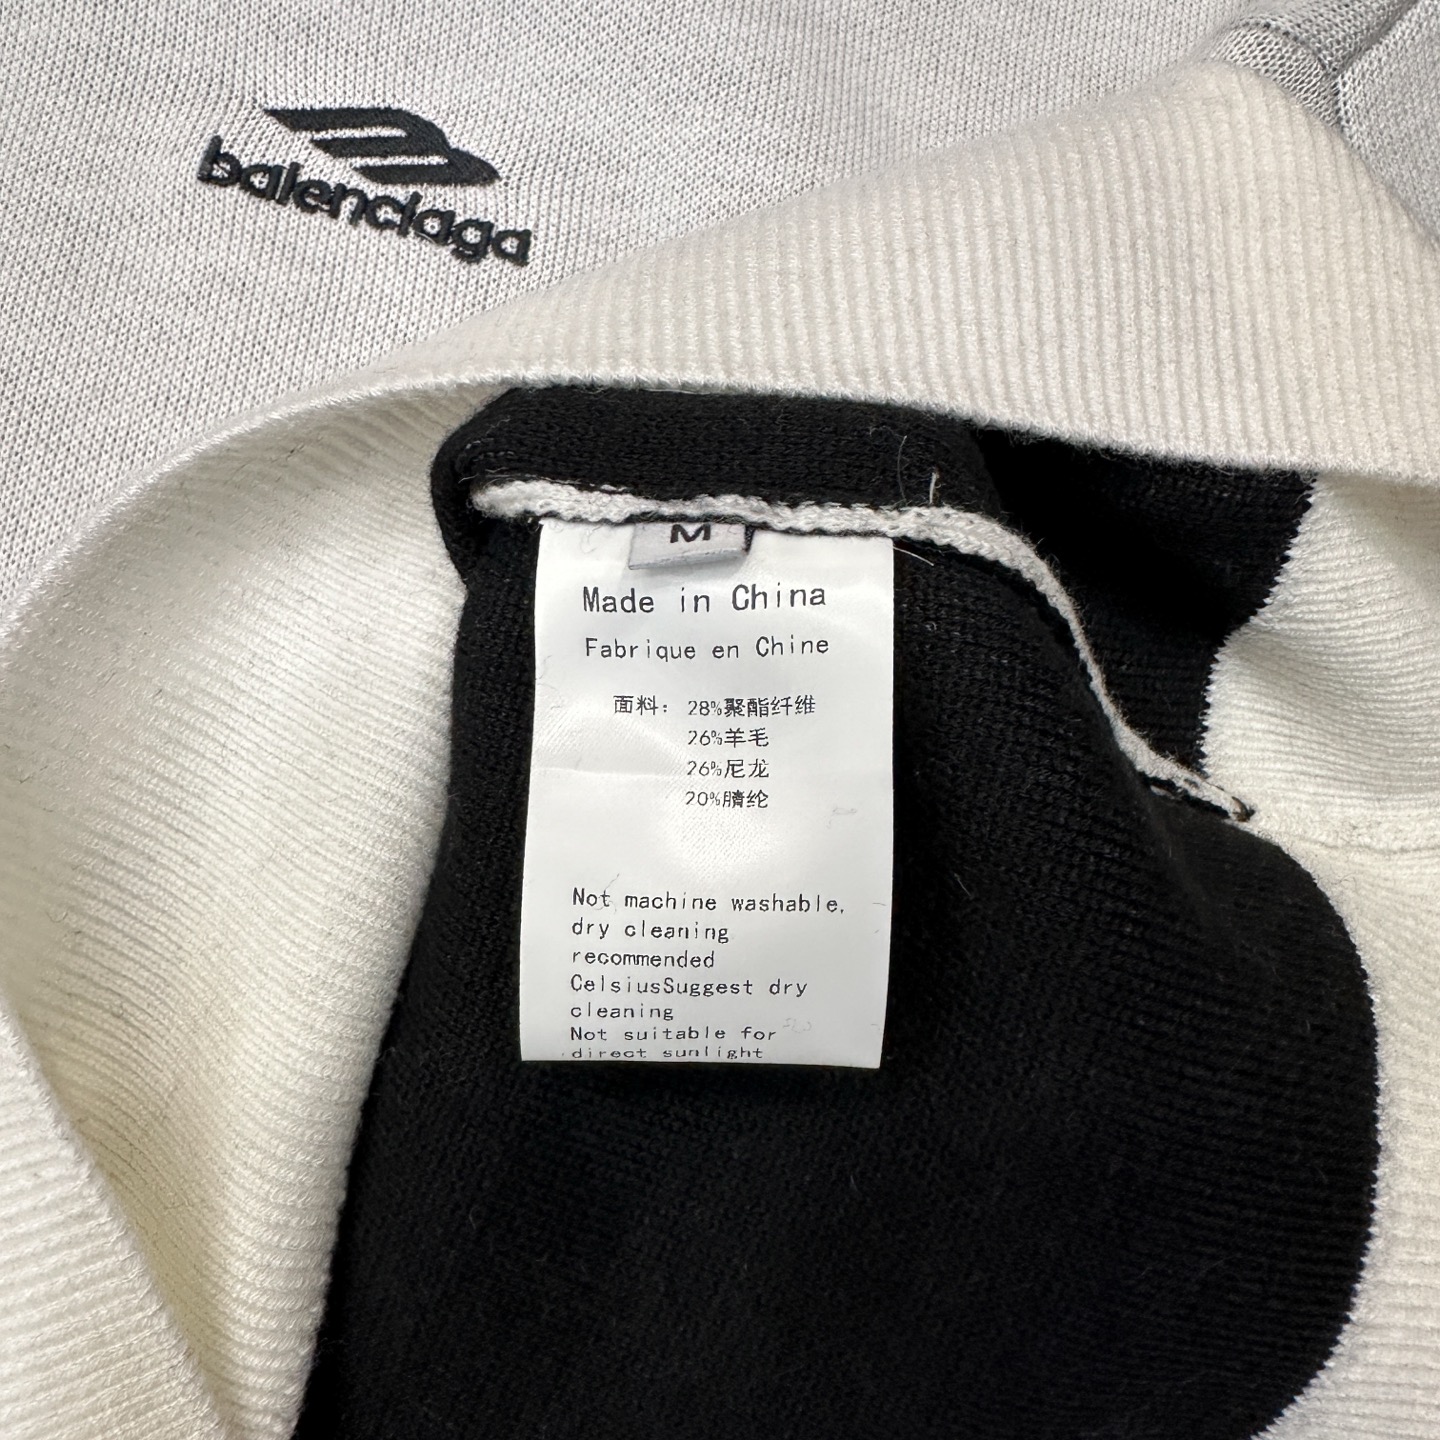 balenciaga
M
Made in China
Fabrique en Chine
面料: 28%聚酯纤维
26%羊毛
26%尼龙
20%腈纶
Not machine washable,
dry cleaning
recommended
CelsiusSuggest dry
cleaning
Not suitable for
direct sunlight